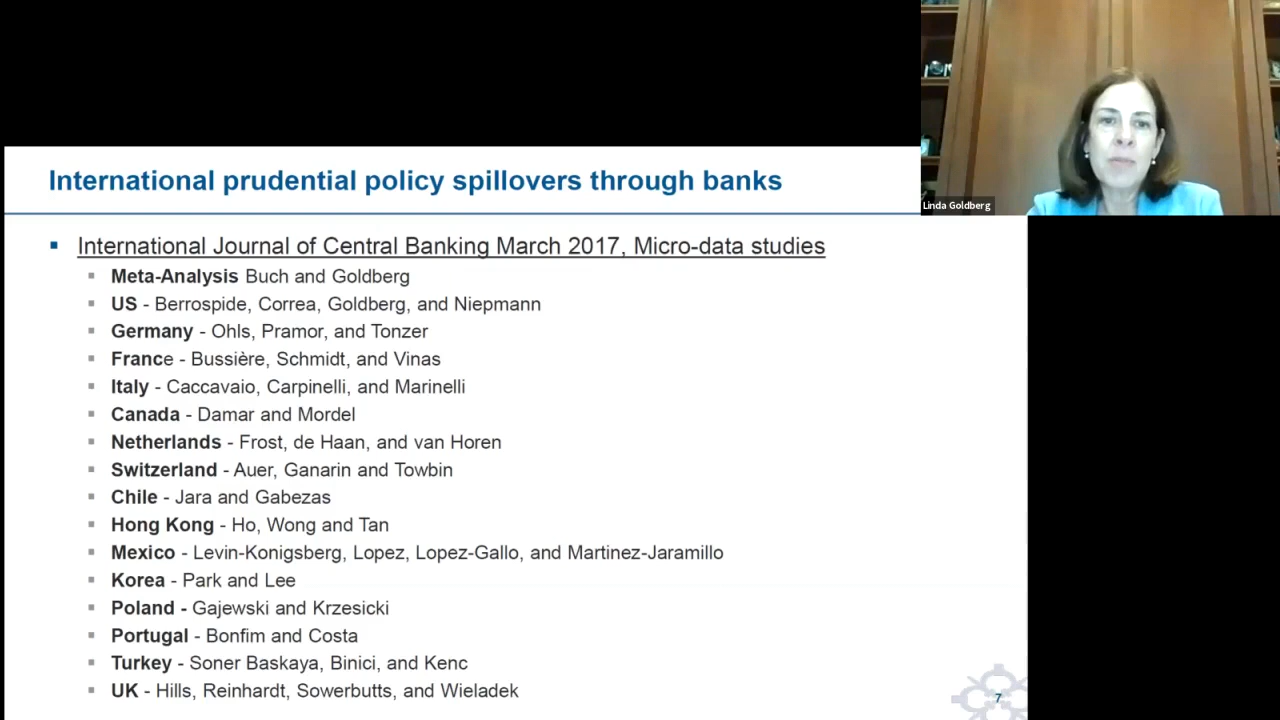 Linda Goldberg
International prudential policy spillovers through banks
International Journal of Central Banking March 2017, Micro-data studies
Meta-Analysis Buch and Goldberg
US - Berrospide, Correa, Goldberg, and Niepmann
Germany - Ohls, Pramor, and Tonzer
France - Bussière, Schmidt, and Vinas
Italy - Caccavaio, Carpinelli, and Marinelli
Canada - Damar and Mordel
Netherlands - Frost, de Haan, and van Horen
Switzerland - Auer, Ganarin and Towbin
Chile - Jara and Gabezas
Hong Kong - Ho, Wong and Tan
Mexico - Levin-Konigsberg, Lopez, Lopez-Gallo, and Martinez-Jaramillo
Korea - Park and Lee
Poland - Gajewski and Krzesicki
Portugal - Bonfim and Costa
Turkey - Soner Baskaya, Binici, and Kenc
UK - Hills, Reinhardt, Sowerbutts, and Wieladek
7